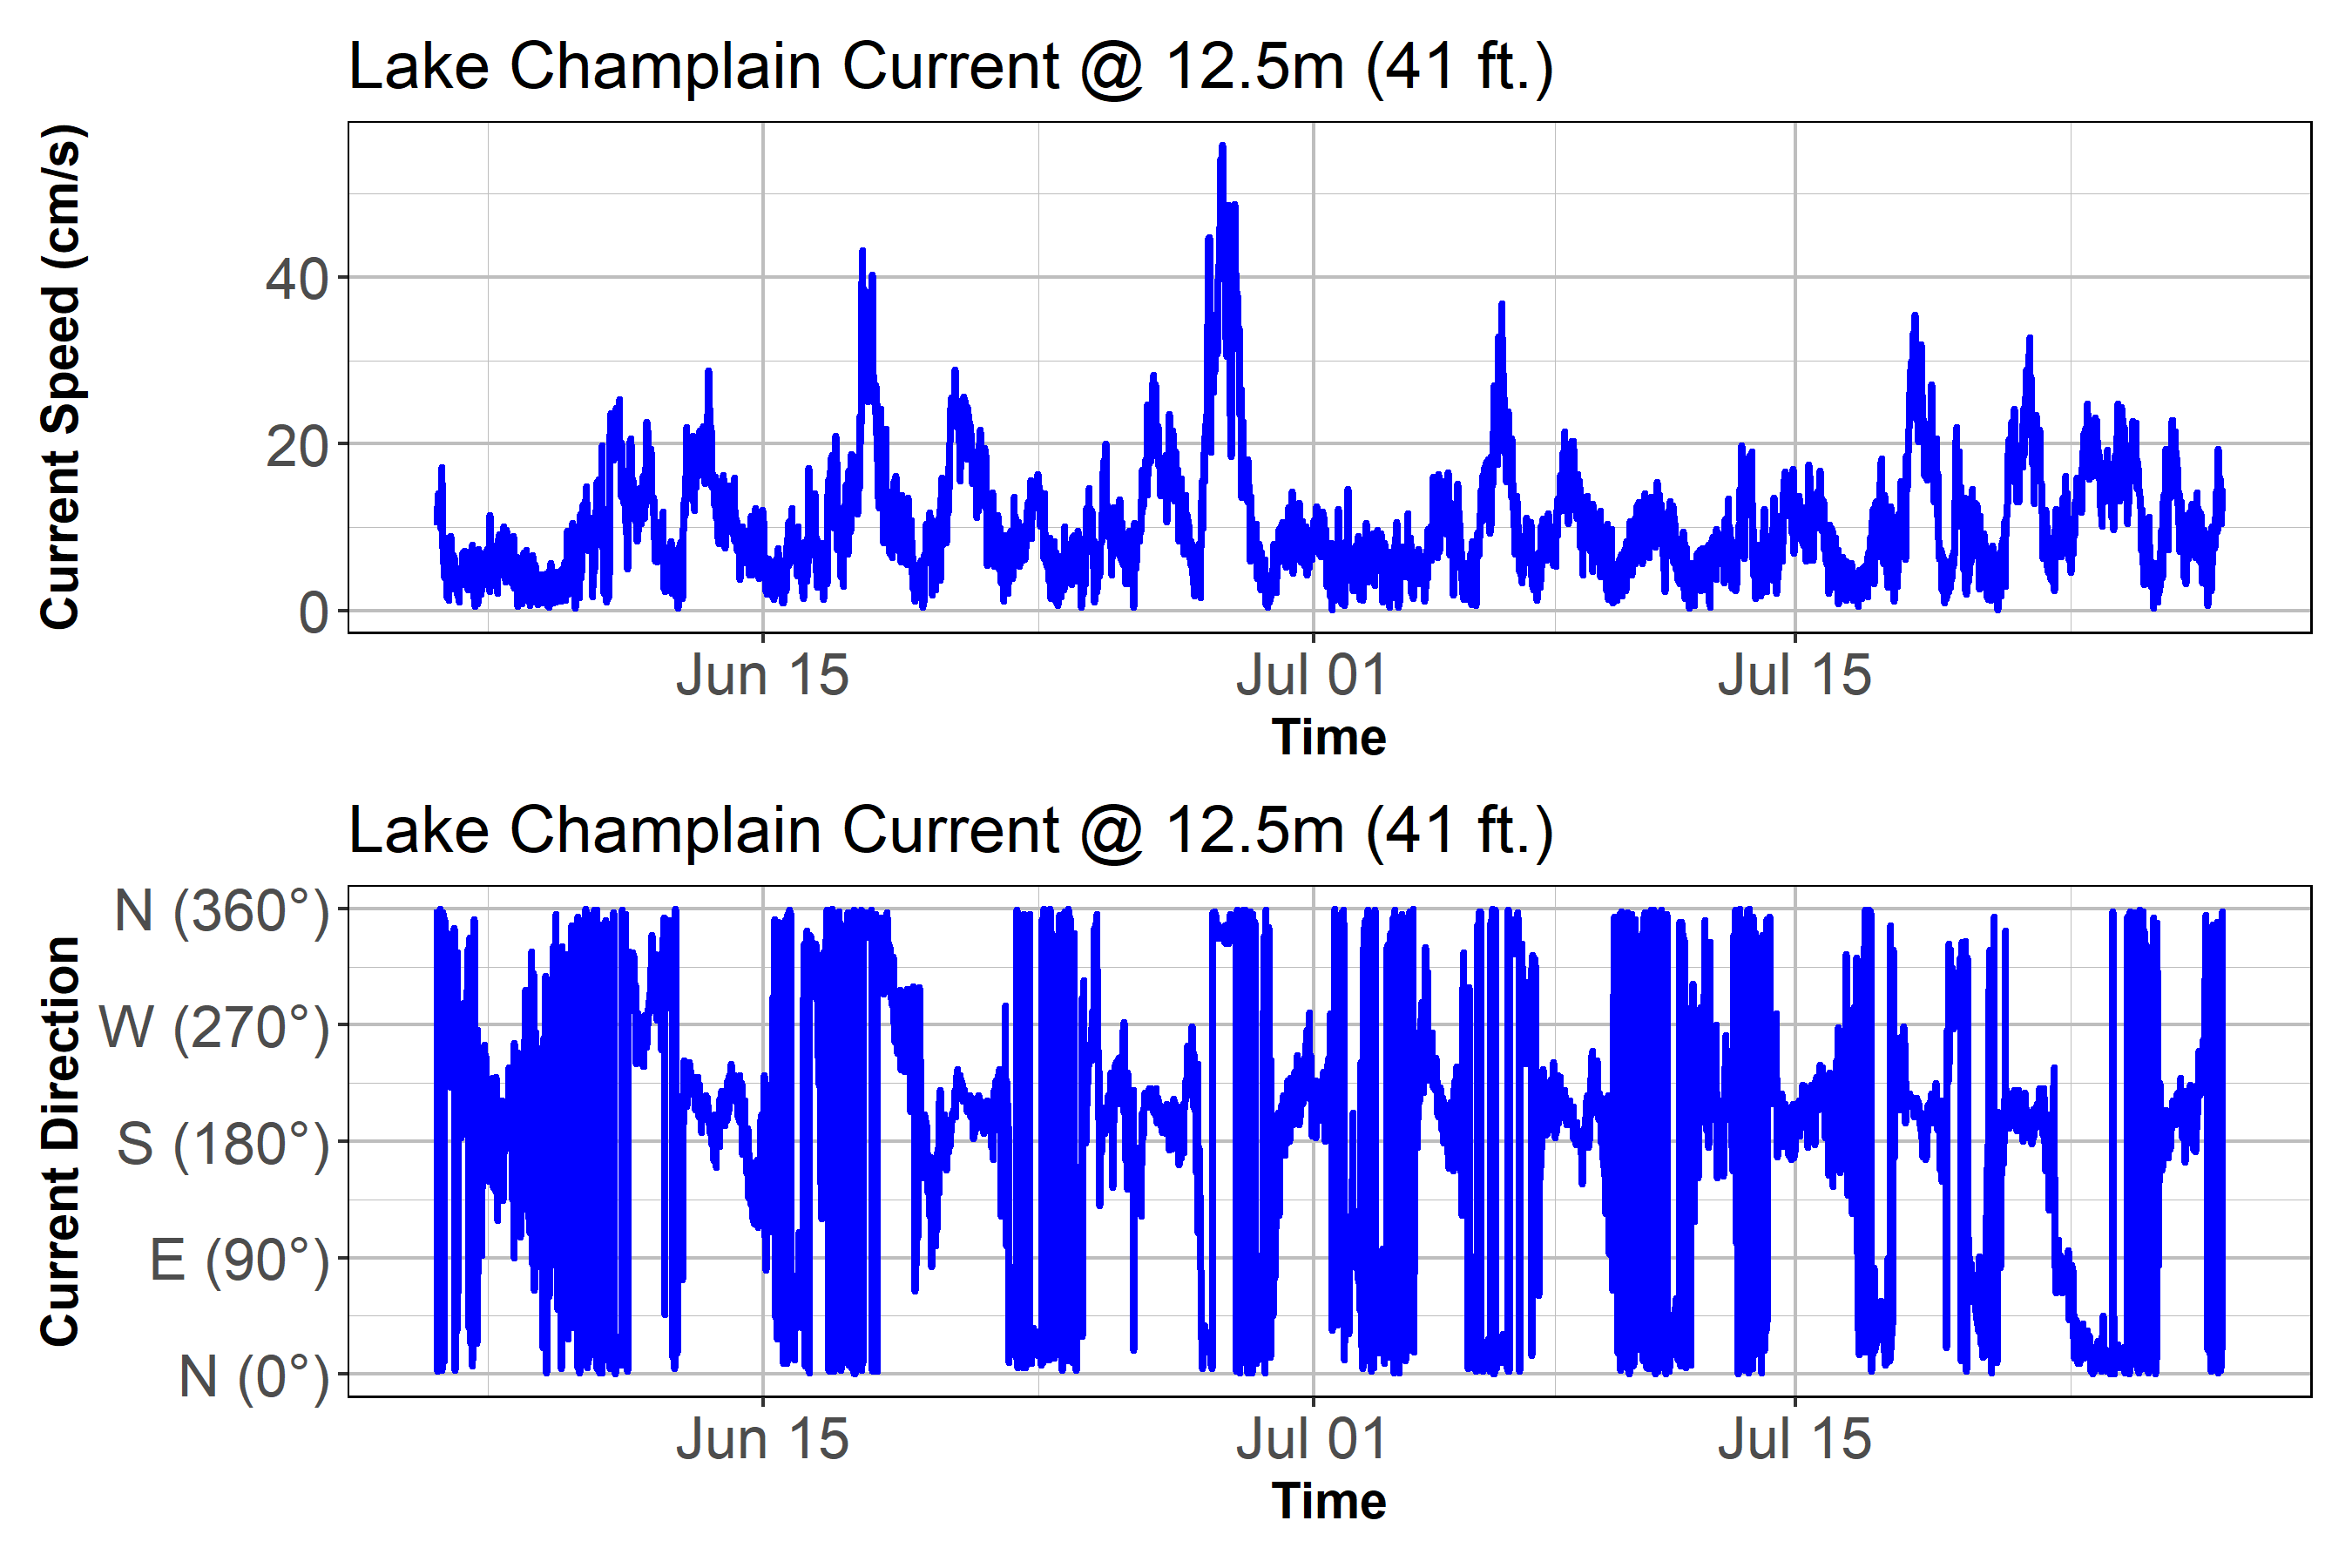 Lake Champlain Current @ 12.5m (41 ft.)
Current Speed (cm/s)
40
20
0
Jun 15
Jul 01
Jul 15
Time
Lake Champlain Current @ 12.5m (41 ft.)
Current Direction
N (360°)
W (270°)
S (180°)
E (90°)
N (0°)
Jun 15
Jul 01
Jul 15
Time